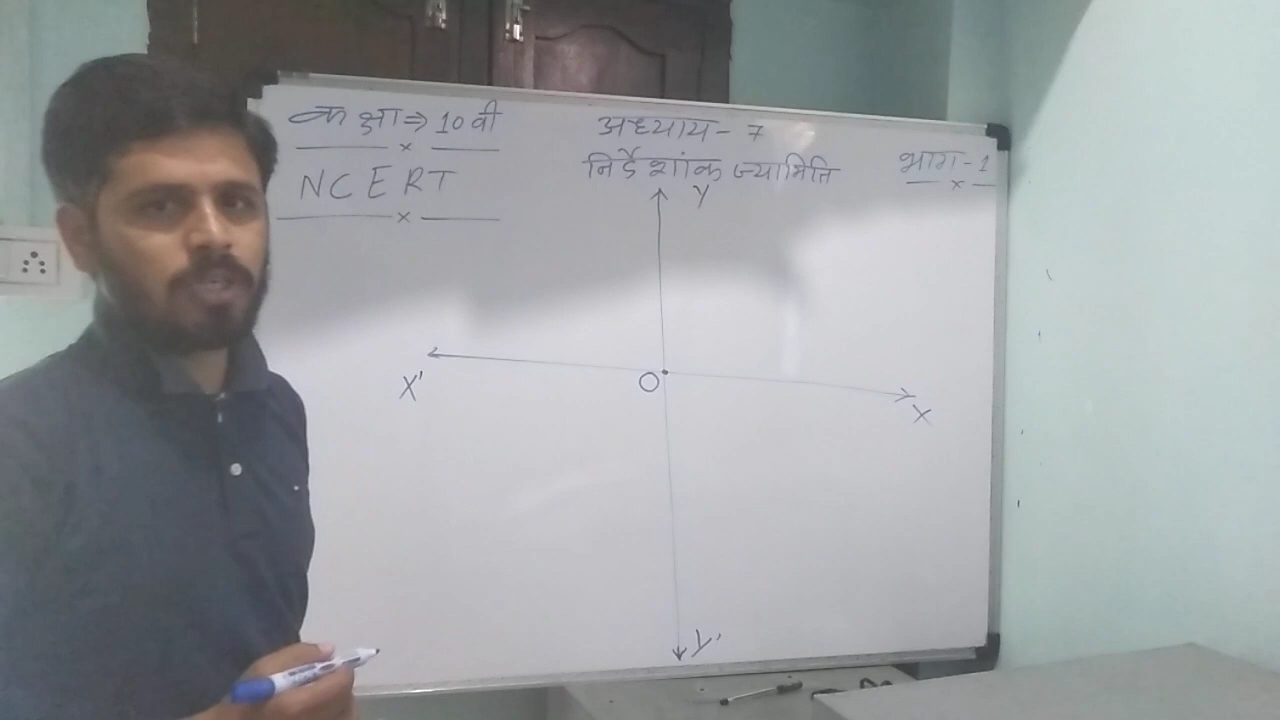 कक्षा⇒ 10 वी
NCERT
अध्याय - 7
निर्देशांक ज्यामिति
भाग-1
Y
X'
O
X
Y'